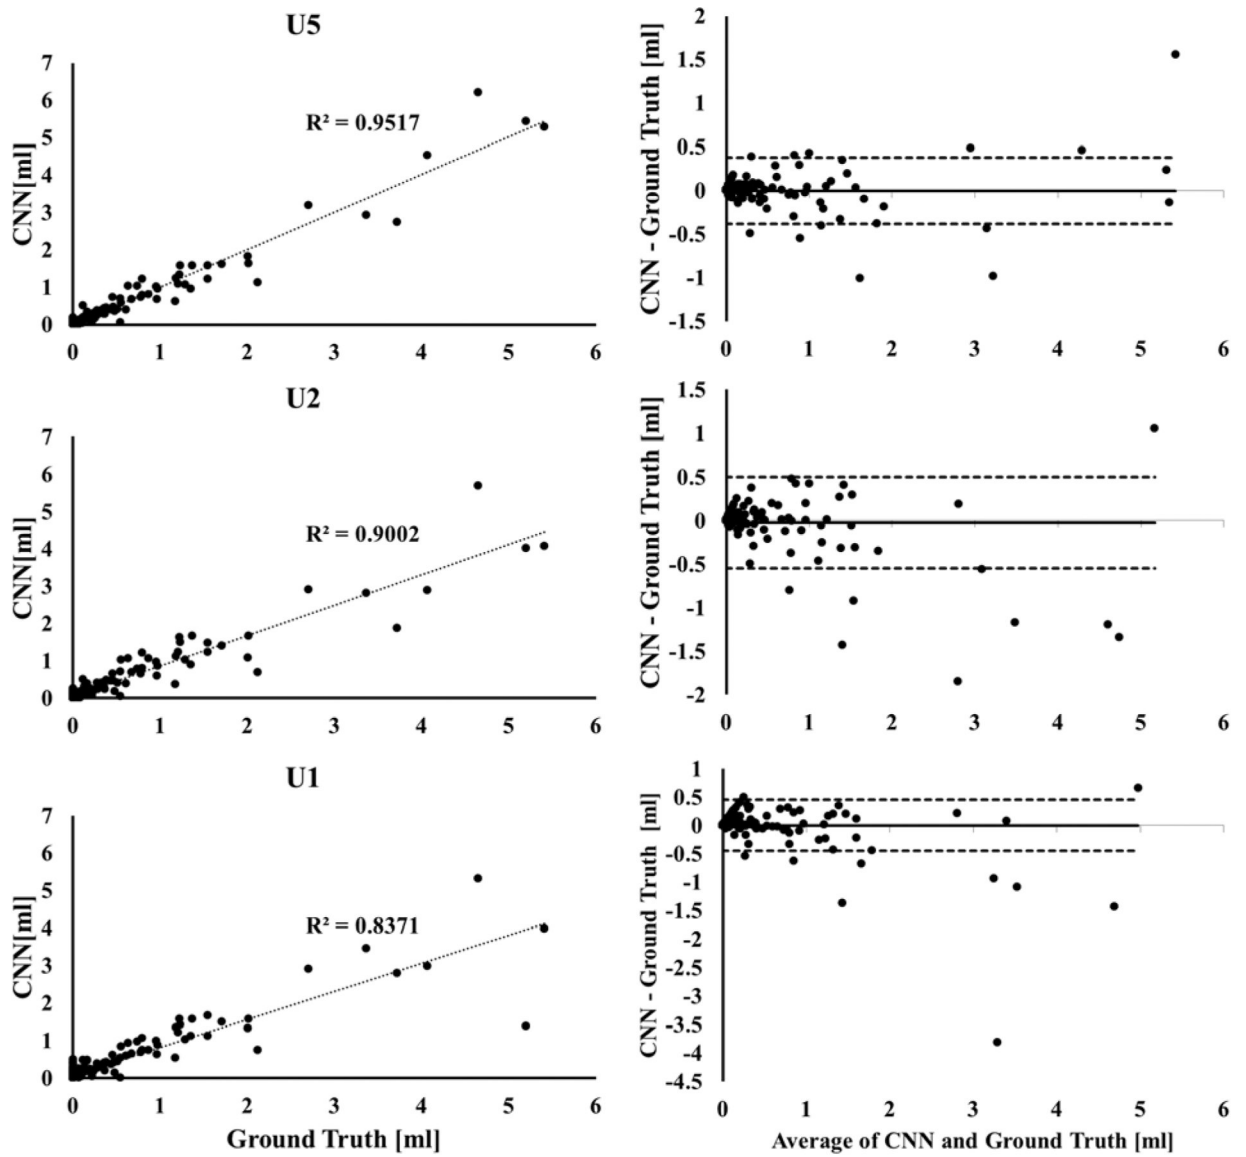 U5
CNN[ml]
7
6
5
4
3
2
1
0
R² = 0.9517
0 1 2 3 4 5 6
CNN - Ground Truth [ml]
2
1.5
1
0.5
0
-0.5
-1
-1.5
0 1 2 3 4 5 6
U2
CNN[ml]
7
6
5
4
3
2
1
0
R² = 0.9002
0 1 2 3 4 5 6
CNN - Ground Truth [ml]
1.5
1
0.5
0
-0.5
-1
-1.5
-2
0 1 2 3 4 5 6
U1
CNN[ml]
7
6
5
4
3
2
1
0
R² = 0.8371
0 1 2 3 4 5 6
Ground Truth [ml]
CNN - Ground Truth [ml]
1
0.5
0
-0.5
-1
-1.5
-2
-2.5
-3
-3.5
-4
-4.5
0 1 2 3 4 5 6
Average of CNN and Ground Truth [ml]